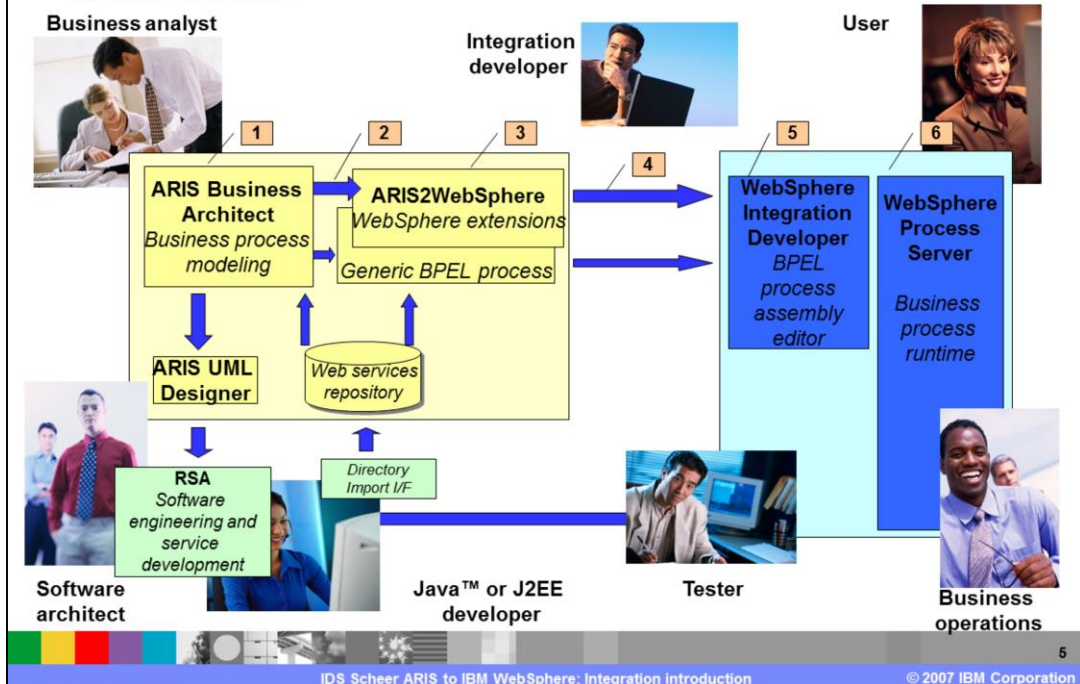 Business analyst
Integration
developer
User
1
2
3
4
5
6
ARIS Business
Architect
Business process
modeling
ARIS2WebSphere
WebSphere extensions
Generic BPEL process
WebSphere
Integration
Developer
BPEL
process
assembly
editor
WebSphere
Process
Server
Business
process
runtime
ARIS UML
Designer
Web services
repository
RSA
Software
engineering and
service
development
Directory
Import I/F
Software
architect
Java™ or J2EE
developer
Tester
Business
operations
5
IDS Scheer ARIS to IBM WebSphere: Integration introduction
© 2007 IBM Corporation